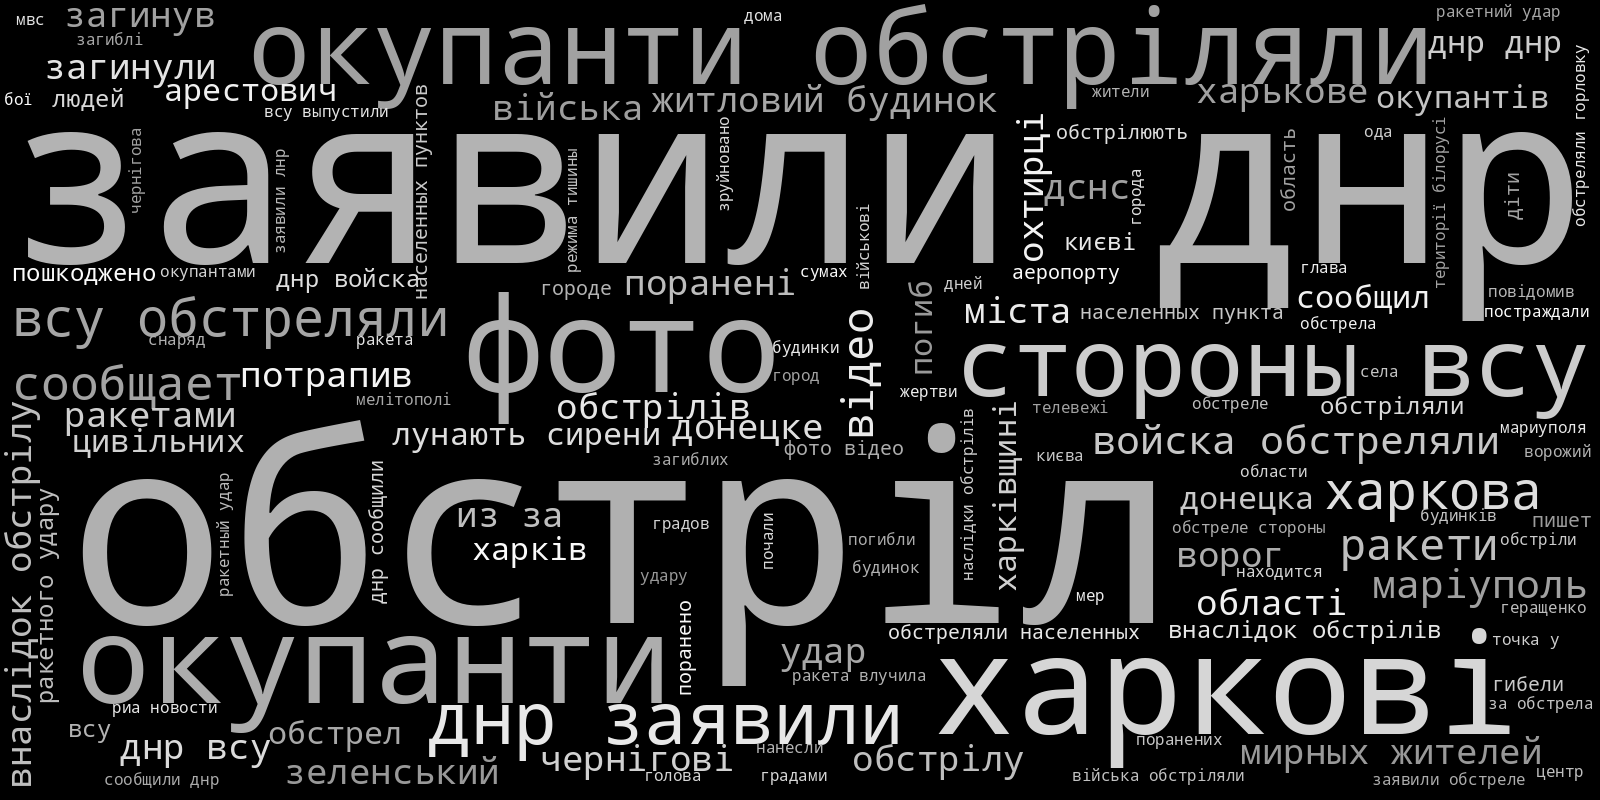 мвс
загинув
загиблі
дома
ракетний удар
окупанти обстріляли
днр днр
загинули
арестович
бої
людей
всу выпустили
війська
житловий будинок
жители
харькове
окупантів
заявили
днр
чернігова
заявили лнр
населенных пунктов
режима тишины
зруйновано
військові
охтирці
обстрілюють
дснс
города
києві
область
ода
території білорусі
діти
обстреляли горловку
пошкоджено
окупантами
днр войска
городе
поранені
сумах
дней
аеропорту
глава
сообщил
повідомив
постраждали
всу обстреляли
снаряд
ракета
фото
будинки
город
відео
погиб
міста
населенных пункта
обстрела
стороны всу
села
сообщает
потрапив
мелітополі
жертви
ракетами
цивільних
обстрілів
лунають сирени
донецке
фото відео
загиблих
телевежі
обстреле
обстріляли
києва
войска обстреляли
мариуполя
ворожий
внаслідок обстрілу
ракетного удару
обстріл
ракетный удар
днр сообщили
из за
харків
градов
удару
почали
погибли
будинок
наслідки обстрілів
харківщині
области
донецка
харкова
будинків
пишет
обстреле стороны
ворог
ракети
обстріли
находится
маріуполь
мер
області
геращенко
окупанти
поранено
удар
ракета влучила
обстреляли населенных
внаслідок обстрілів
точка у
харкові
гибели
за обстрела
риа новости
всу
днр всу
обстрел
днр заявили
сообщили днр
зеленський
чернігові
голова
нанесли
градами
обстрілу
поранених
війська обстріляли
мирных жителей
заявили обстреле
центр